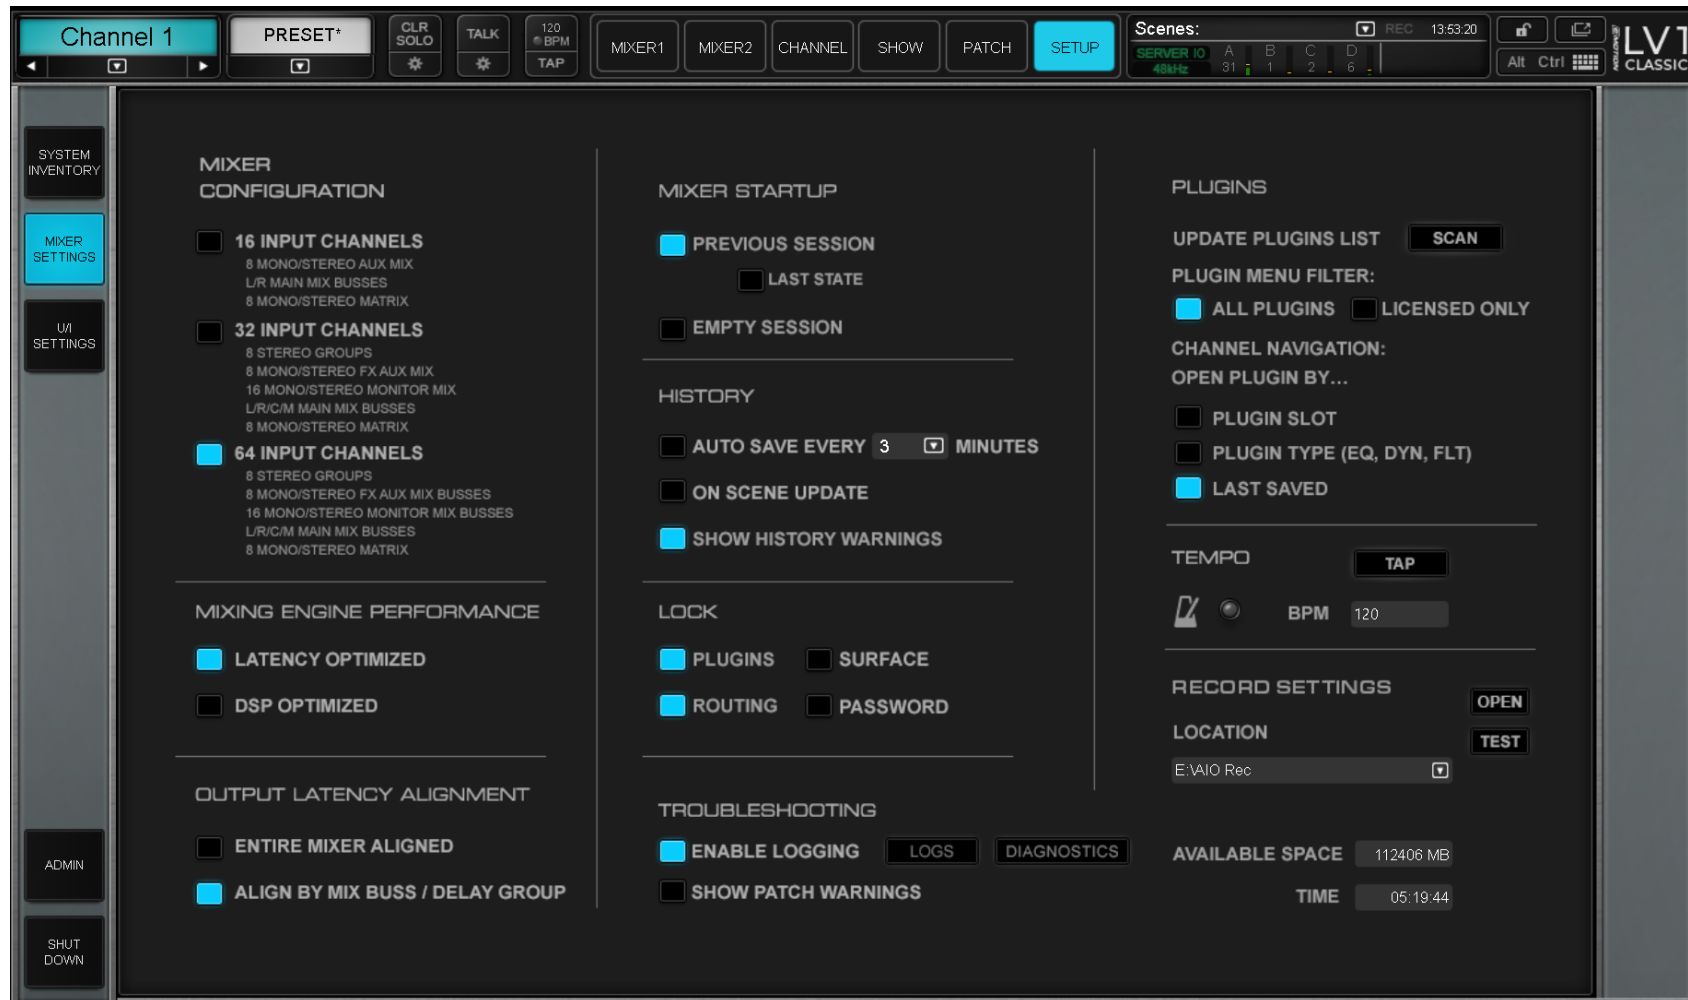 Channel 1
PRESET*
CLR
SOLO
TALK
120
BPM
TAP
MIXER1
MIXER2
CHANNEL
SHOW
PATCH
SETUP
Scenes:
REC
13:53:20
SERVER IO
48kHz
A
B
C
D
31
1
2
6
Alt
Ctrl
LV1
CLASSIC
SYSTEM
INVENTORY
MIXER
SETTINGS
U/I
SETTINGS
ADMIN
SHUT
DOWN
MIXER
CONFIGURATION
16 INPUT CHANNELS
8 MONO/STEREO AUX MIX
L/R MAIN MIX BUSSES
8 MONO/STEREO MATRIX
32 INPUT CHANNELS
8 STEREO GROUPS
8 MONO/STEREO FX AUX MIX
16 MONO/STEREO MONITOR MIX
L/R/C/M MAIN MIX BUSSES
8 MONO/STEREO MATRIX
64 INPUT CHANNELS
8 STEREO GROUPS
8 MONO/STEREO FX AUX MIX BUSSES
16 MONO/STEREO MONITOR MIX BUSSES
L/R/C/M MAIN MIX BUSSES
8 MONO/STEREO MATRIX
MIXING ENGINE PERFORMANCE
LATENCY OPTIMIZED
DSP OPTIMIZED
OUTPUT LATENCY ALIGNMENT
ENTIRE MIXER ALIGNED
ALIGN BY MIX BUSS / DELAY GROUP
MIXER STARTUP
PREVIOUS SESSION
LAST STATE
EMPTY SESSION
HISTORY
AUTO SAVE EVERY 3 MINUTES
ON SCENE UPDATE
SHOW HISTORY WARNINGS
LOCK
PLUGINS SURFACE
ROUTING PASSWORD
TROUBLESHOOTING
ENABLE LOGGING LOGS DIAGNOSTICS
SHOW PATCH WARNINGS
PLUGINS
UPDATE PLUGINS LIST SCAN
PLUGIN MENU FILTER:
ALL PLUGINS LICENSED ONLY
CHANNEL NAVIGATION:
OPEN PLUGIN BY...
PLUGIN SLOT
PLUGIN TYPE (EQ, DYN, FLT)
LAST SAVED
TEMPO TAP
BPM 120
RECORD SETTINGS
OPEN
LOCATION
TEST
E:\AIO Rec
AVAILABLE SPACE 112406 MB
TIME 05:19:44